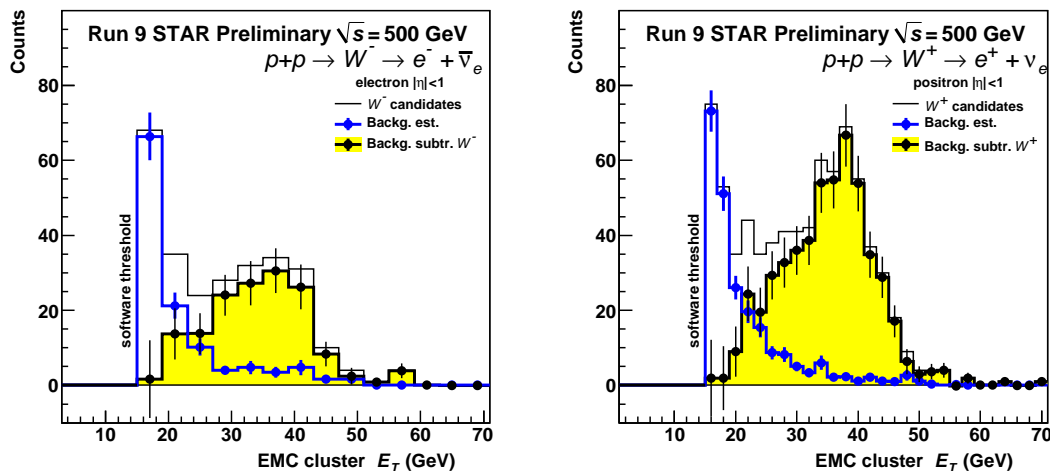 Counts
Run 9 STAR Preliminary √s = 500 GeV
p+p → W⁻ → e⁻ + ν̅ₑ
electron |η|<1
W⁻ candidates
Backg. est.
Backg. subtr. W⁻
software threshold
80
60
40
20
0
10 20 30 40 50 60 70
EMC cluster E_T (GeV)
Counts
Run 9 STAR Preliminary √s = 500 GeV
p+p → W⁺ → e⁺ + νₑ
positron |η|<1
W⁺ candidates
Backg. est.
Backg. subtr. W⁺
software threshold
80
60
40
20
0
10 20 30 40 50 60 70
EMC cluster E_T (GeV)